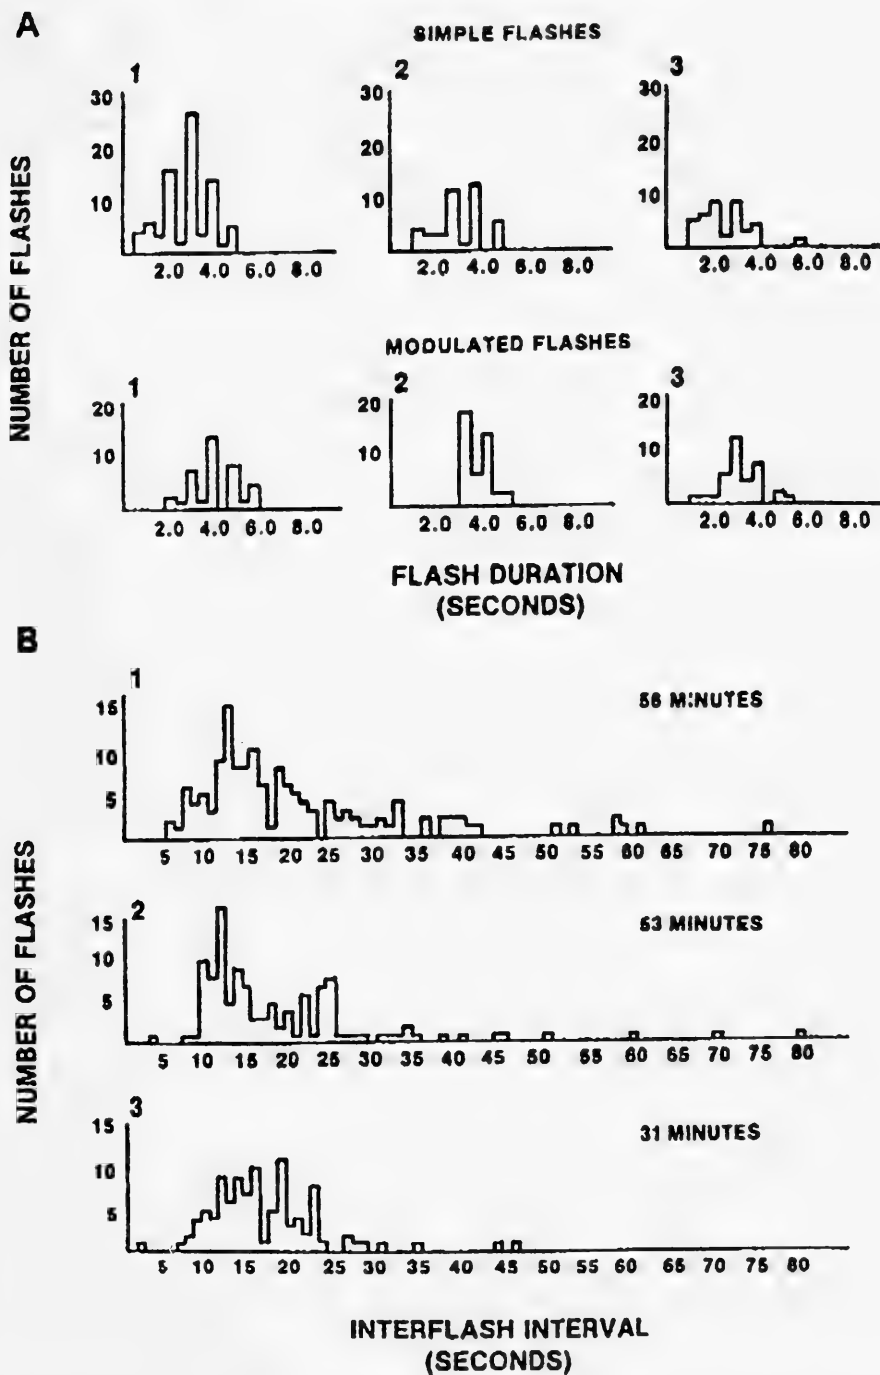 A
SIMPLE FLASHES
1 2 3
30 30 30
20 20 20
10 10 10
2.0 4.0 6.0 8.0 2.0 4.0 6.0 8.0 2.0 4.0 6.0 8.0
NUMBER OF FLASHES
MODULATED FLASHES
1 2 3
20 20 20
10 10 10
2.0 4.0 6.0 8.0 2.0 4.0 6.0 8.0 2.0 4.0 6.0 8.0
FLASH DURATION
(SECONDS)
B
1
56 MINUTES
15
10
5
5 10 15 20 25 30 35 40 45 50 55 60 65 70 75 80
2
53 MINUTES
15
10
5
5 10 15 20 25 30 35 40 45 50 55 60 65 70 75 80
NUMBER OF FLASHES
3
31 MINUTES
15
10
5
5 10 15 20 25 30 35 40 45 50 55 60 65 70 75 80
INTERFLASH INTERVAL
(SECONDS)